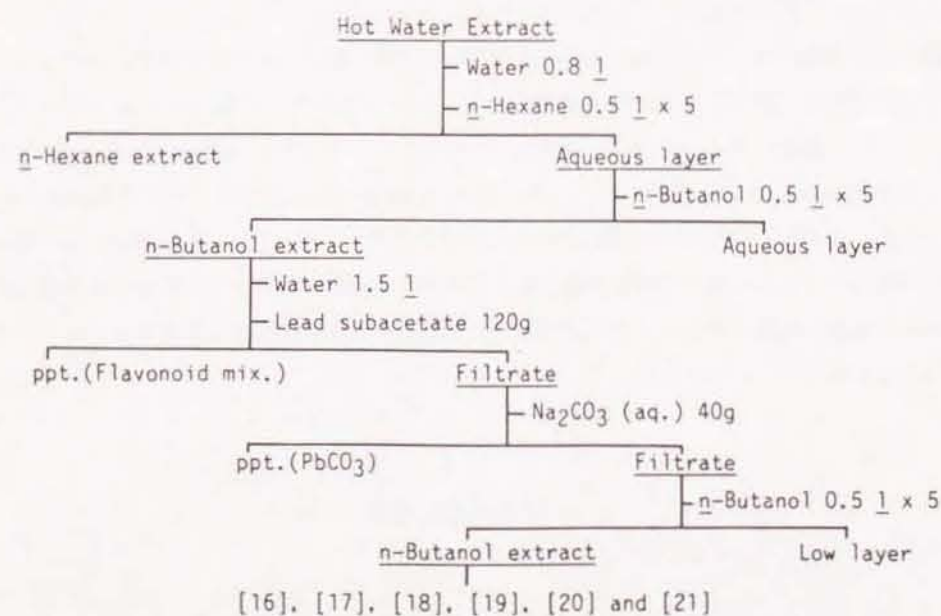 Hot Water Extract
Water 0.8 l
n-Hexane 0.5 l x 5
n-Hexane extract
Aqueous layer
n-Butanol 0.5 l x 5
n-Butanol extract
Aqueous layer
Water 1.5 l
Lead subacetate 120g
ppt.(Flavonoid mix.)
Filtrate
Na₂CO₃ (aq.) 40g
ppt.(PbCO₃)
Filtrate
n-Butanol 0.5 l x 5
n-Butanol extract
Low layer
[16], [17], [18], [19], [20] and [21]